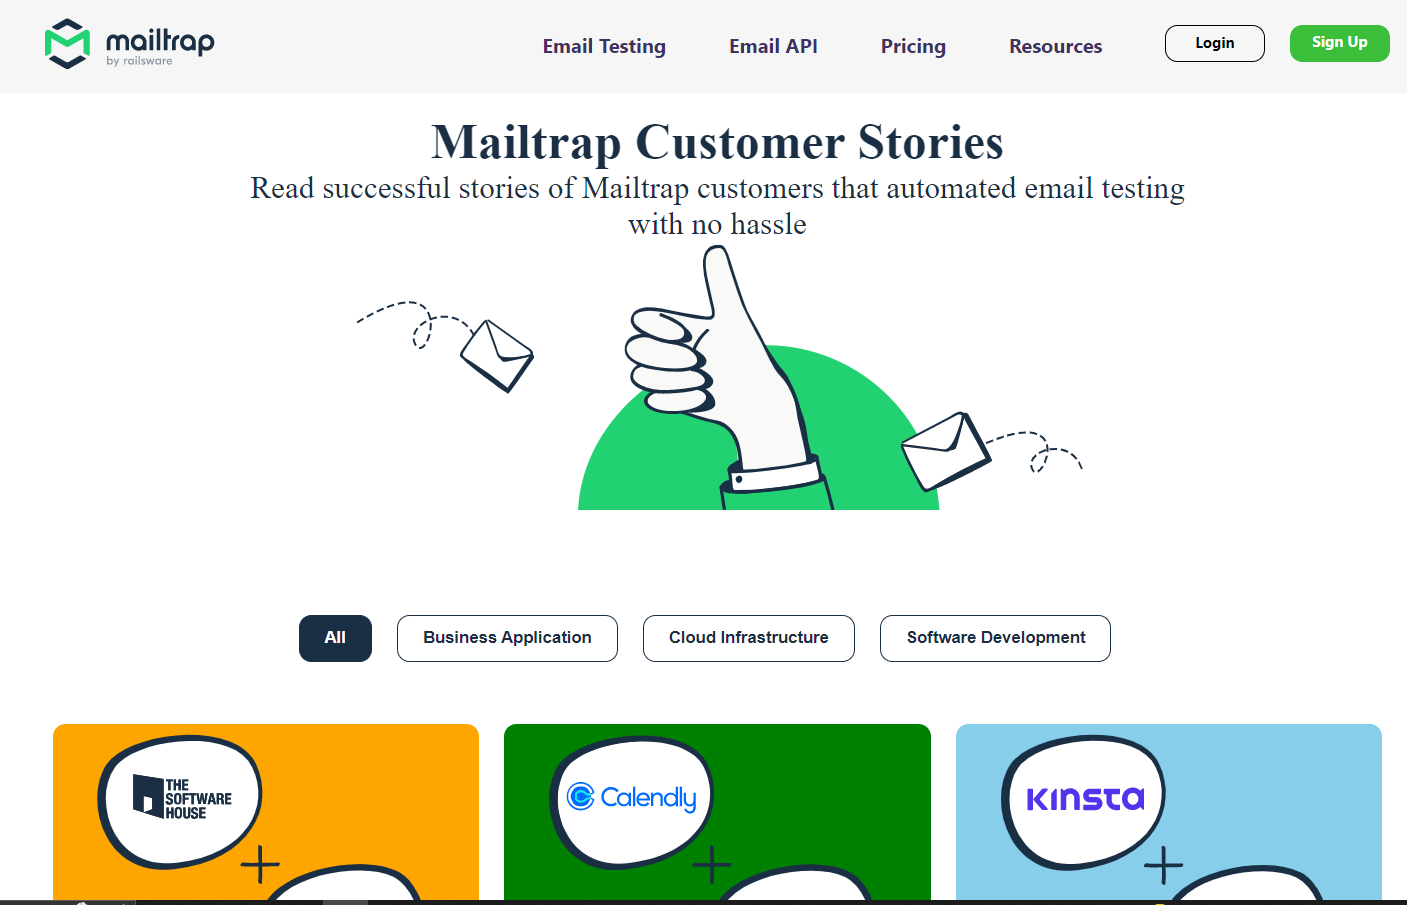 mailtrap
by railsware
Email Testing
Email API
Pricing
Resources
Login
Sign Up
Mailtrap Customer Stories
Read successful stories of Mailtrap customers that automated email testing
with no hassle
All
Business Application
Cloud Infrastructure
Software Development
THE
SOFTWARE
HOUSE
Calendly
Kinsta